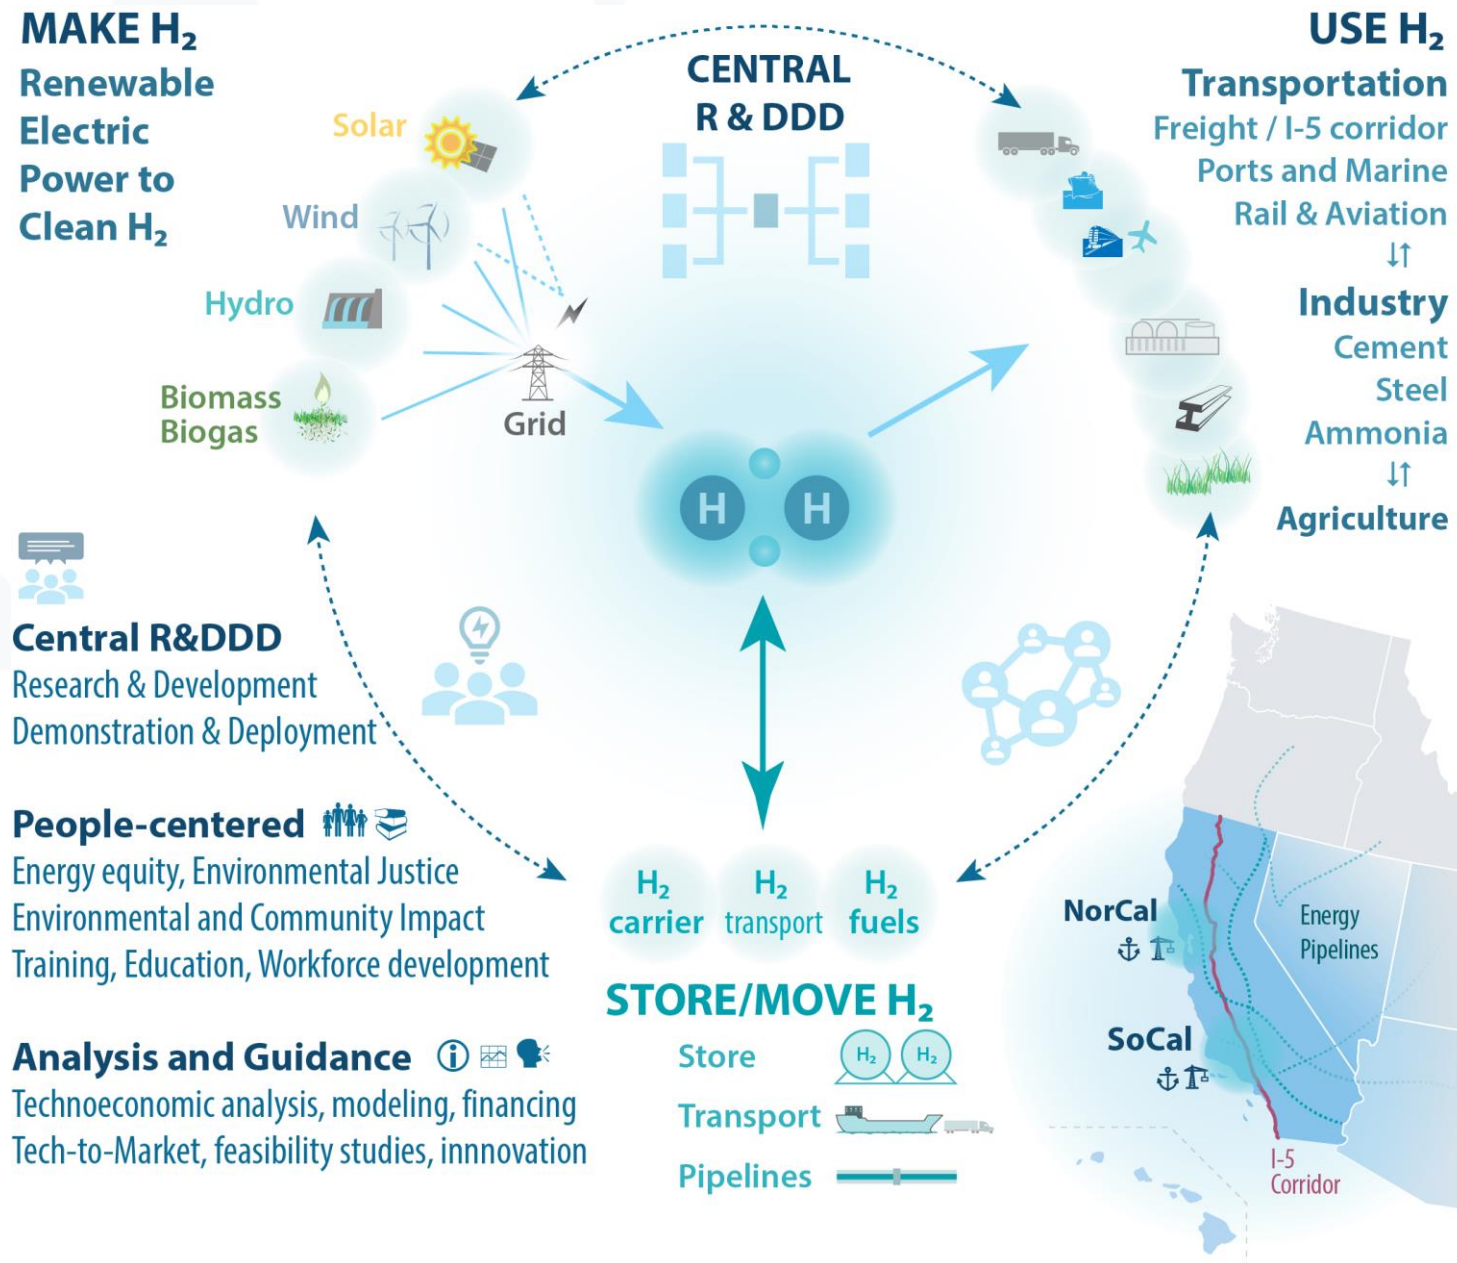 MAKE H₂
Renewable
Electric
Power to
Clean H₂
Solar
Wind
Hydro
Biomass
Biogas
Grid
CENTRAL
R & DDD
H H
USE H₂
Transportation
Freight / I-5 corridor
Ports and Marine
Rail & Aviation
↓↑
Industry
Cement
Steel
Ammonia
↓↑
Agriculture
Central R&DDD
Research & Development
Demonstration & Deployment
People-centered
Energy equity, Environmental Justice
Environmental and Community Impact
Training, Education, Workforce development
Analysis and Guidance
Technoeconomic analysis, modeling, financing
Tech-to-Market, feasibility studies, innnovation
H₂ carrier
H₂ transport
H₂ fuels
STORE/MOVE H₂
Store
H₂ H₂
Transport
Pipelines
NorCal
SoCal
Energy
Pipelines
I-5
Corridor